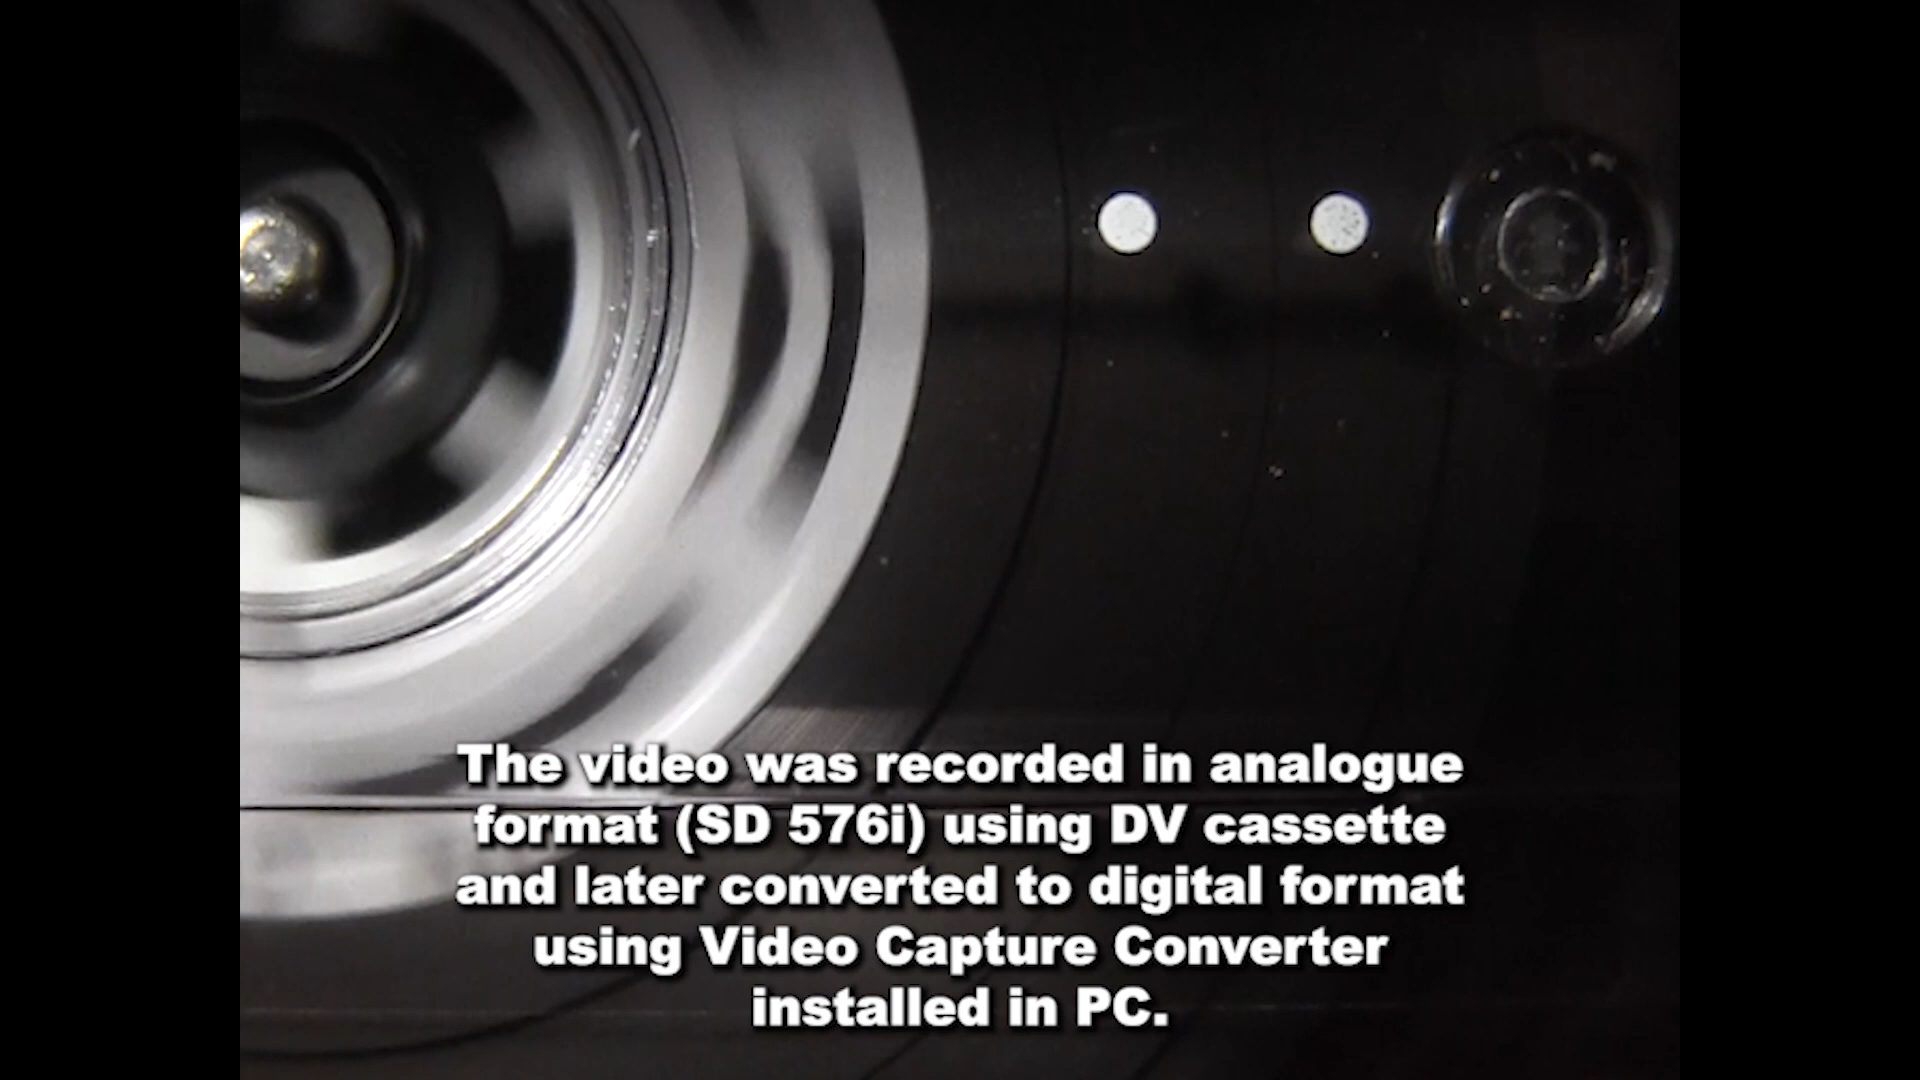 The video was recorded in analogue
format (SD 576i) using DV cassette
and later converted to digital format
using Video Capture Converter
installed in PC.